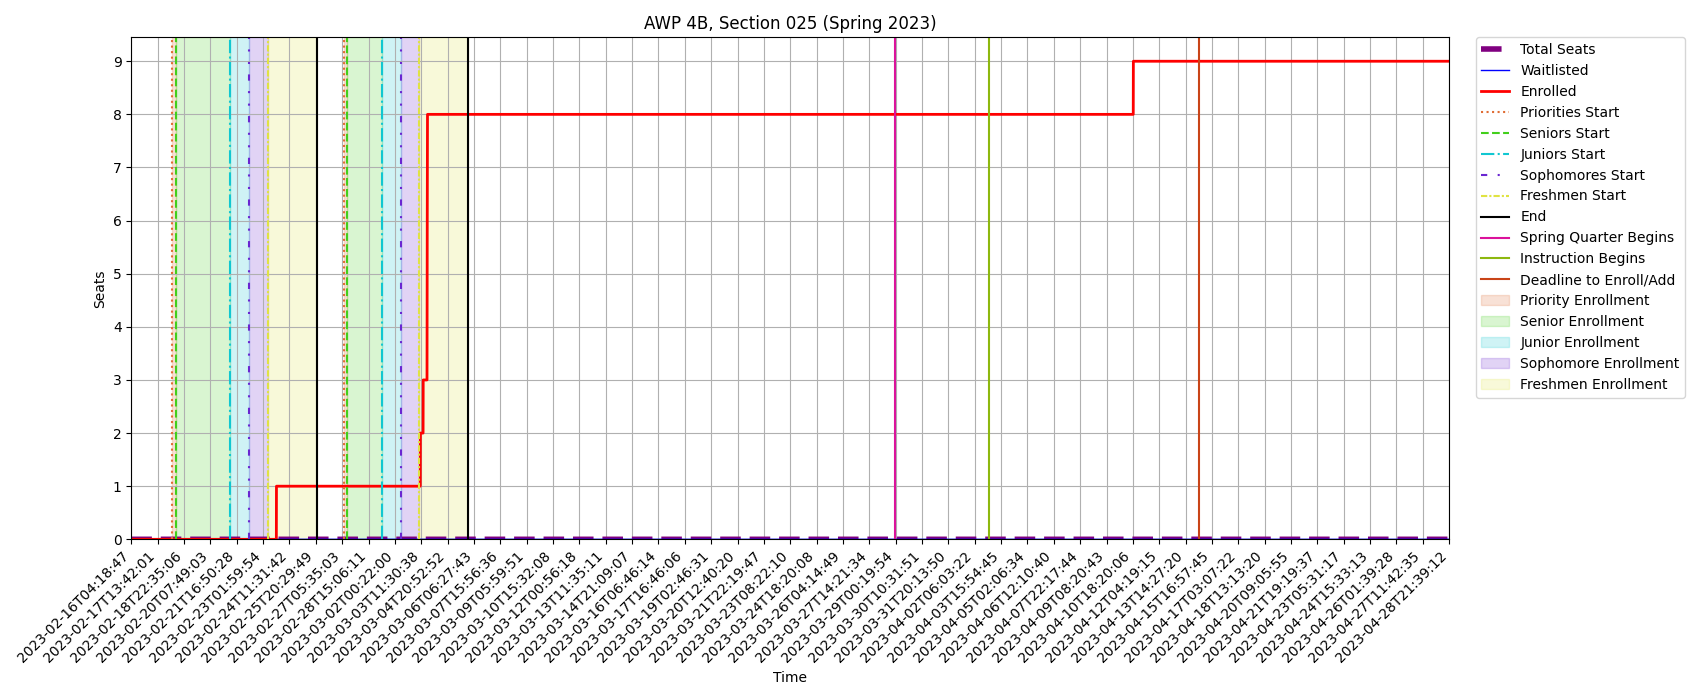 AWP 4B, Section 025 (Spring 2023)
Seats
9
8
7
6
5
4
3
2
1
0
2023-02-16T04:18:47
2023-02-17T13:42:01
2023-02-18T22:35:06
2023-02-20T07:49:03
2023-02-21T16:50:28
2023-02-23T01:59:54
2023-02-24T11:31:42
2023-02-25T20:29:49
2023-02-27T05:35:03
2023-02-28T15:06:11
2023-03-02T00:22:00
2023-03-03T11:30:38
2023-03-04T20:52:52
2023-03-06T06:27:43
2023-03-07T15:56:36
2023-03-09T05:59:51
2023-03-10T15:32:08
2023-03-12T00:56:18
2023-03-13T11:35:11
2023-03-14T21:09:07
2023-03-16T06:46:14
2023-03-17T16:46:06
2023-03-19T02:46:31
2023-03-20T12:40:20
2023-03-21T22:19:47
2023-03-23T08:22:10
2023-03-24T18:20:08
2023-03-26T04:14:49
2023-03-27T14:21:34
2023-03-29T00:19:54
2023-03-30T10:31:51
2023-03-31T20:13:50
2023-04-02T06:03:22
2023-04-03T15:54:45
2023-04-05T02:06:34
2023-04-06T12:10:40
2023-04-07T22:17:44
2023-04-09T08:20:43
2023-04-10T18:20:06
2023-04-12T04:19:15
2023-04-13T14:27:20
2023-04-15T16:57:45
2023-04-17T03:07:22
2023-04-18T13:13:20
2023-04-20T09:05:55
2023-04-21T19:19:37
2023-04-23T05:31:17
2023-04-24T15:33:13
2023-04-26T01:39:28
2023-04-27T11:42:35
2023-04-28T21:39:12
Time
Total Seats
Waitlisted
Enrolled
Priorities Start
Seniors Start
Juniors Start
Sophomores Start
Freshmen Start
End
Spring Quarter Begins
Instruction Begins
Deadline to Enroll/Add
Priority Enrollment
Senior Enrollment
Junior Enrollment
Sophomore Enrollment
Freshmen Enrollment